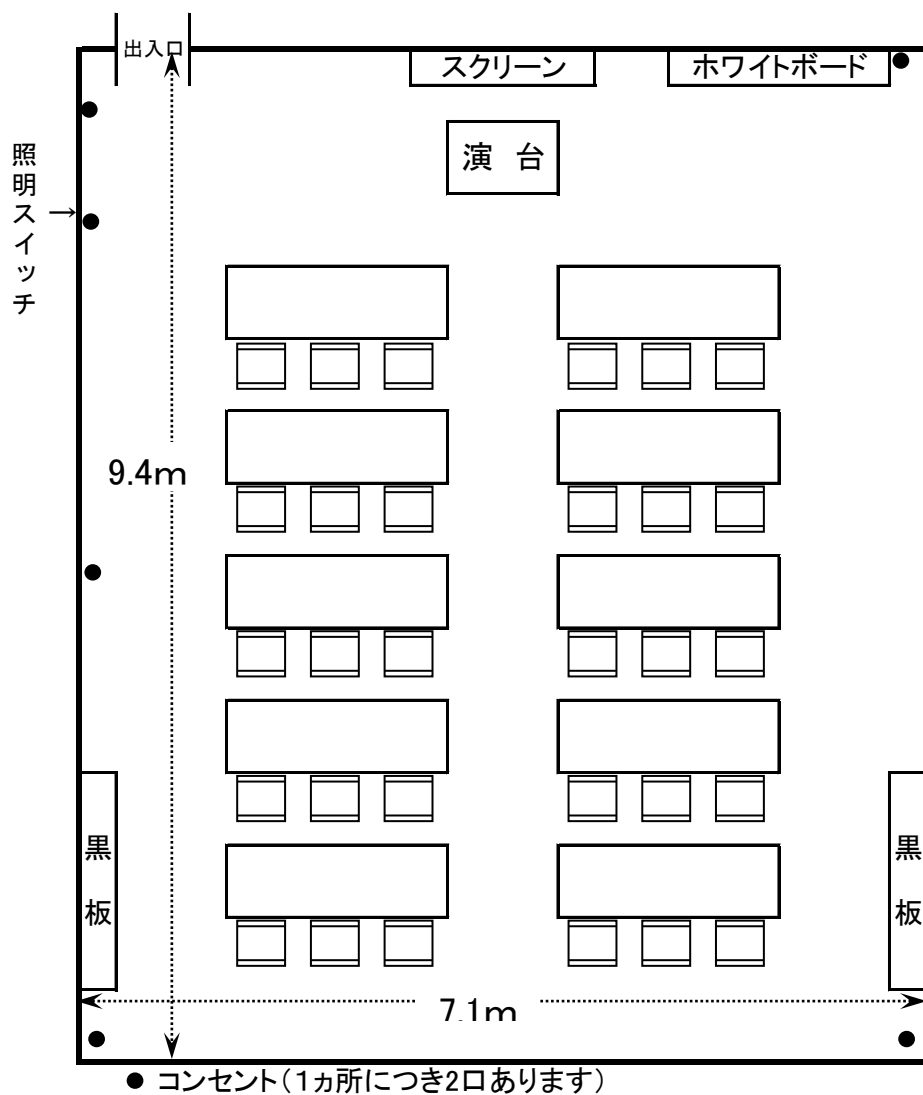 出入口
スクリーン
ホワイトボード
演 台
照明スイッチ→
9.4m
黒板
黒板
7.1m
● コンセント(1ヵ所につき2口あります)